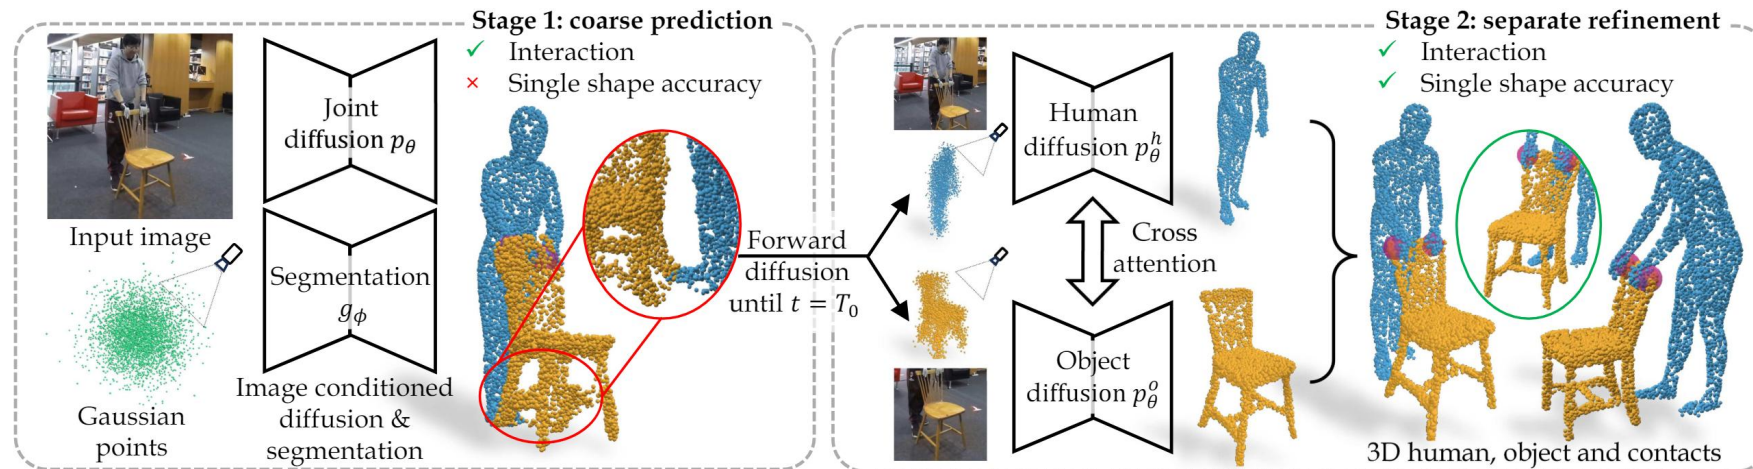 Stage 1: coarse prediction
✓ Interaction
× Single shape accuracy
Input image
Gaussian
points
Joint
diffusion pθ
Segmentation
gϕ
Image conditioned
diffusion &
segmentation
Forward
diffusion
until t = T₀
Stage 2: separate refinement
✓ Interaction
✓ Single shape accuracy
Human
diffusion pθʰ
Cross
attention
Object
diffusion pθᵒ
3D human, object and contacts